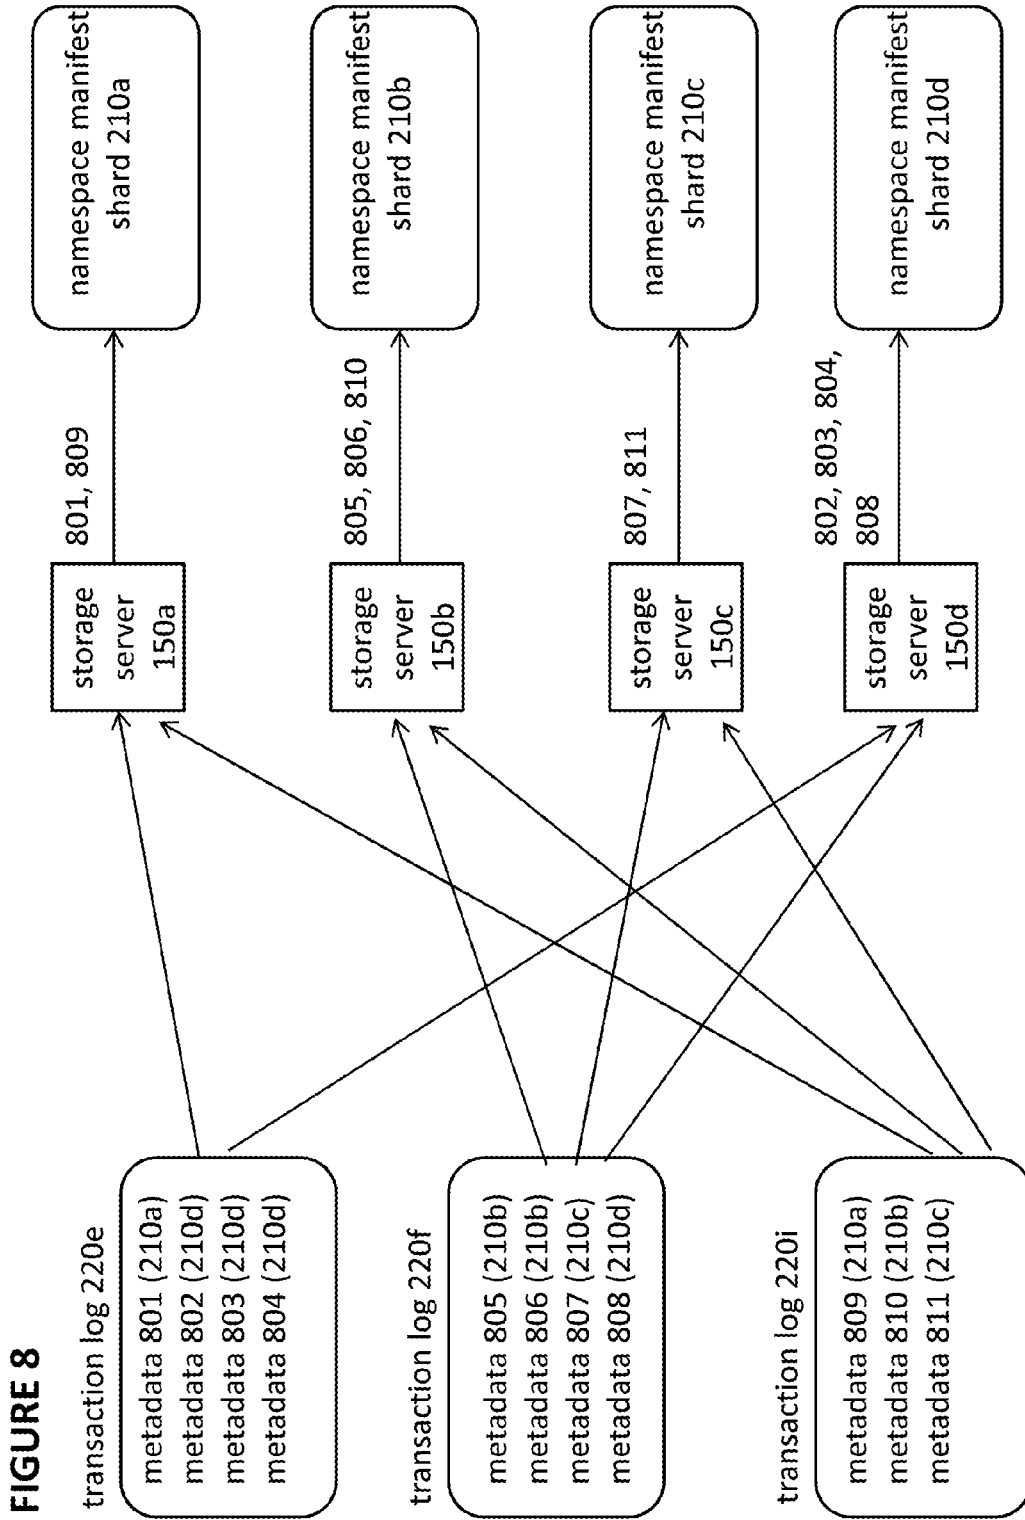 FIGURE 8
transaction log 220e
metadata 801 (210a)
metadata 802 (210d)
metadata 803 (210d)
metadata 804 (210d)
transaction log 220f
metadata 805 (210b)
metadata 806 (210b)
metadata 807 (210c)
metadata 808 (210d)
transaction log 220i
metadata 809 (210a)
metadata 810 (210b)
metadata 811 (210c)
storage
server
150a
801, 809
namespace manifest
shard 210a
storage
server
150b
805, 806, 810
namespace manifest
shard 210b
storage
server
150c
807, 811
namespace manifest
shard 210c
storage
server
150d
802, 803, 804,
808
namespace manifest
shard 210d